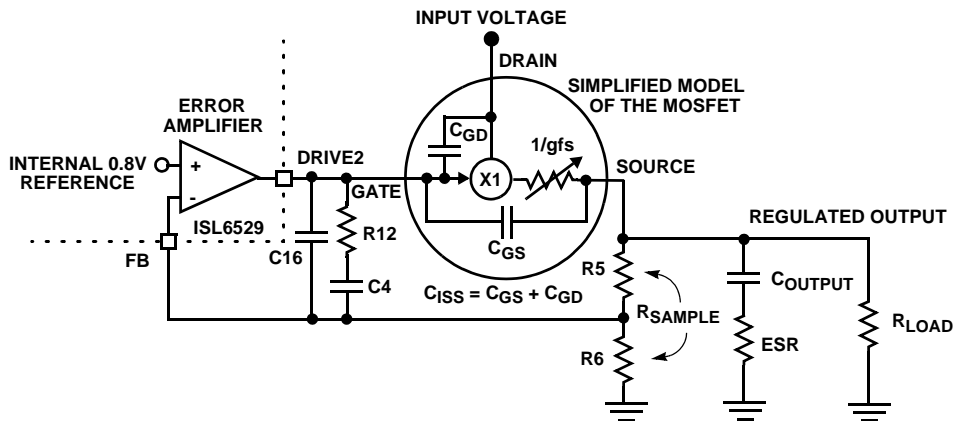 INPUT VOLTAGE
DRAIN
SIMPLIFIED MODEL
OF THE MOSFET
ERROR
AMPLIFIER
CGD
1/gfs
INTERNAL 0.8V
REFERENCE
+
-
DRIVE2
GATE
X1
SOURCE
ISL6529
REGULATED OUTPUT
FB
C16
R12
CGS
C4
CISS = CGS + CGD
R5
RSAMPLE
R6
COUTPUT
ESR
RLOAD